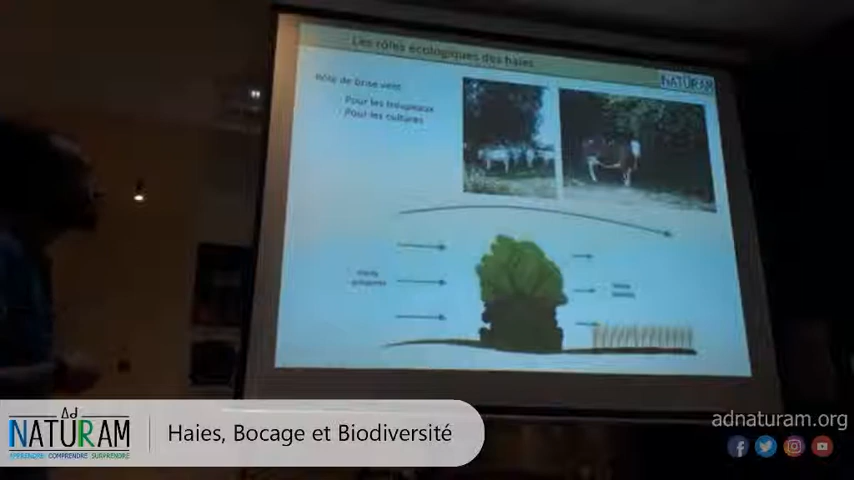 Les rôles écologiques des haies
NATURAM
Rôle de brise vent
Pour les troupeaux
Pour les cultures
Ad
NATURAM
APPRENDRE COMPRENDRE SURPRENDRE
Haies, Bocage et Biodiversité
adnaturam.org